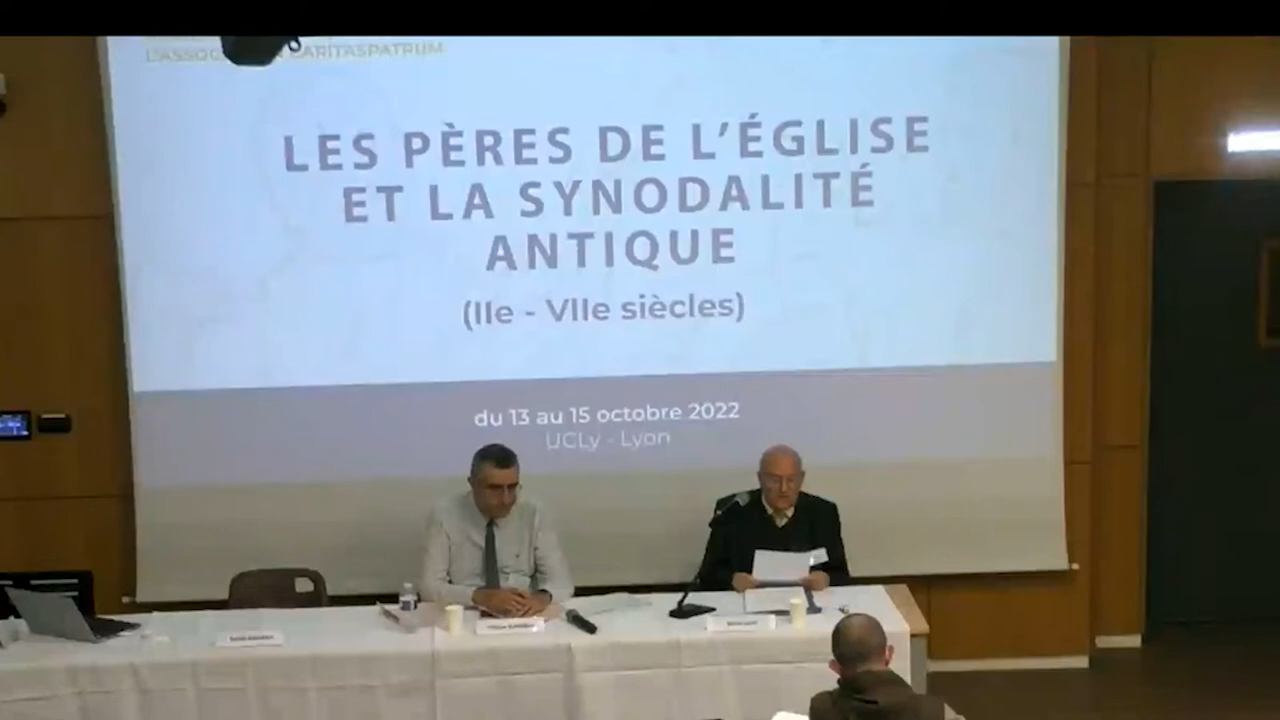 CARITASPATRUM
LES PÈRES DE L'ÉGLISE
ET LA SYNODALITÉ
ANTIQUE
(IIe - VIIe siècles)
du 13 au 15 octobre 2022
UCLy - Lyon